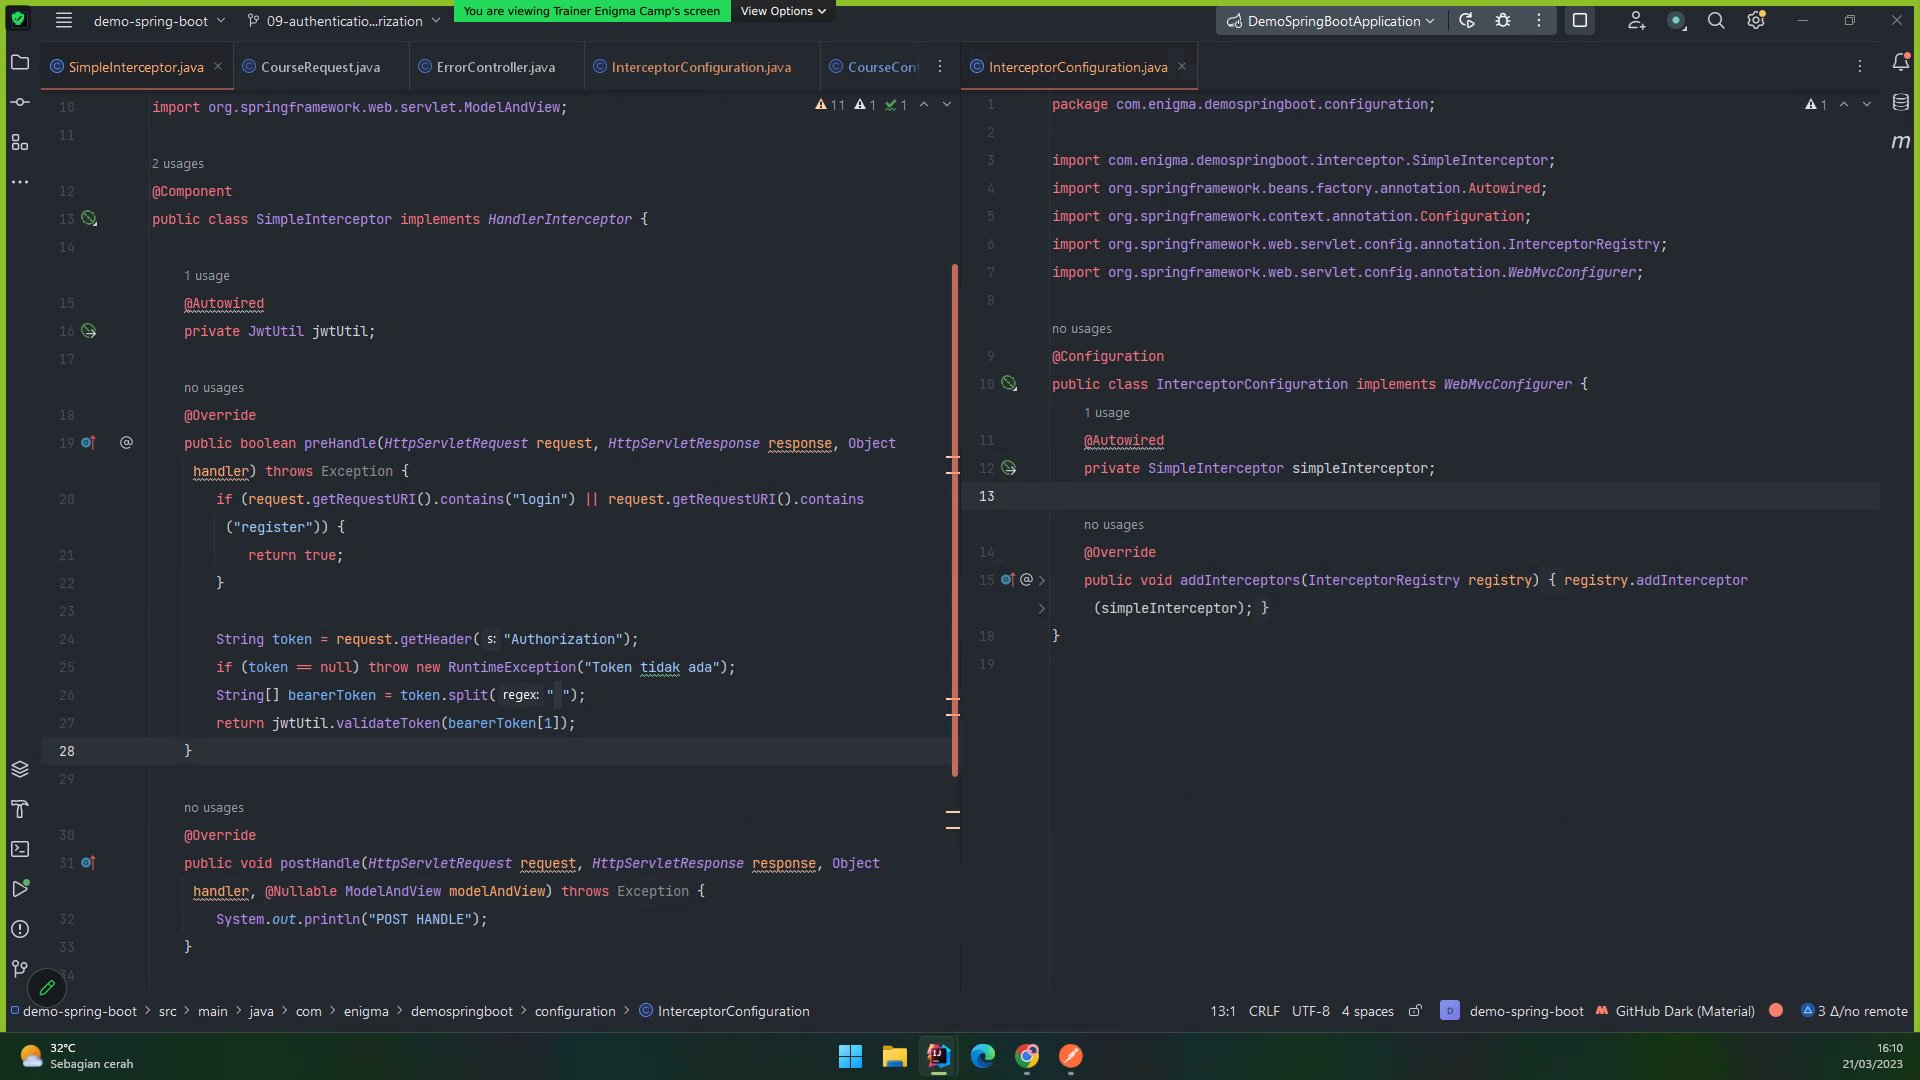 demo-spring-boot
09-authenticatio...rization
You are viewing Trainer Enigma Camp's screen
View Options
DemoSpringBootApplication
SimpleInterceptor.java
CourseRequest.java
ErrorController.java
InterceptorConfiguration.java
CourseCon
InterceptorConfiguration.java
11 1 1
10 import org.springframework.web.servlet.ModelAndView;
11
2 usages
12 @Component
13 public class SimpleInterceptor implements HandlerInterceptor {
14
1 usage
15 @Autowired
16 private JwtUtil jwtUtil;
17
no usages
18 @Override
19 @ public boolean preHandle(HttpServletRequest request, HttpServletResponse response, Object
handler) throws Exception {
20 if (request.getRequestURI().contains("login") || request.getRequestURI().contains
("register")) {
21 return true;
22 }
23
24 String token = request.getHeader( s: "Authorization");
25 if (token == null) throw new RuntimeException("Token tidak ada");
26 String[] bearerToken = token.split( regex: " ");
27 return jwtUtil.validateToken(bearerToken[1]);
28 }
29
no usages
30 @Override
31 public void postHandle(HttpServletRequest request, HttpServletResponse response, Object
handler, @Nullable ModelAndView modelAndView) throws Exception {
32 System.out.println("POST HANDLE");
33 }
34
1
1 package com.enigma.demospringboot.configuration;
2
3 import com.enigma.demospringboot.interceptor.SimpleInterceptor;
4 import org.springframework.beans.factory.annotation.Autowired;
5 import org.springframework.context.annotation.Configuration;
6 import org.springframework.web.servlet.config.annotation.InterceptorRegistry;
7 import org.springframework.web.servlet.config.annotation.WebMvcConfigurer;
8
no usages
9 @Configuration
10 public class InterceptorConfiguration implements WebMvcConfigurer {
1 usage
11 @Autowired
12 private SimpleInterceptor simpleInterceptor;
13
no usages
14 @Override
15 @ public void addInterceptors(InterceptorRegistry registry) { registry.addInterceptor
(simpleInterceptor); }
18 }
19
m
demo-spring-boot > src > main > java > com > enigma > demospringboot > configuration > InterceptorConfiguration
13:1 CRLF UTF-8 4 spaces D demo-spring-boot GitHub Dark (Material) 3 Δ/no remote
32°C
Sebagian cerah
16:10
21/03/2023